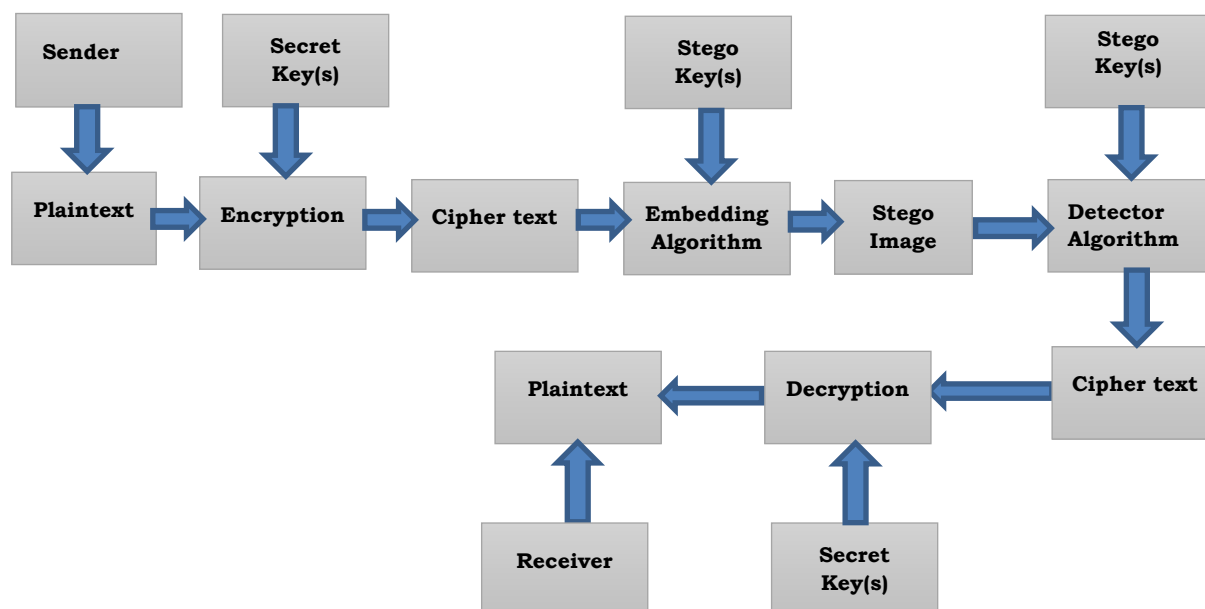 Sender
Secret
Key(s)
Stego
Key(s)
Stego
Key(s)
Plaintext
Encryption
Cipher text
Embedding
Algorithm
Stego
Image
Detector
Algorithm
Plaintext
Decryption
Cipher text
Receiver
Secret
Key(s)